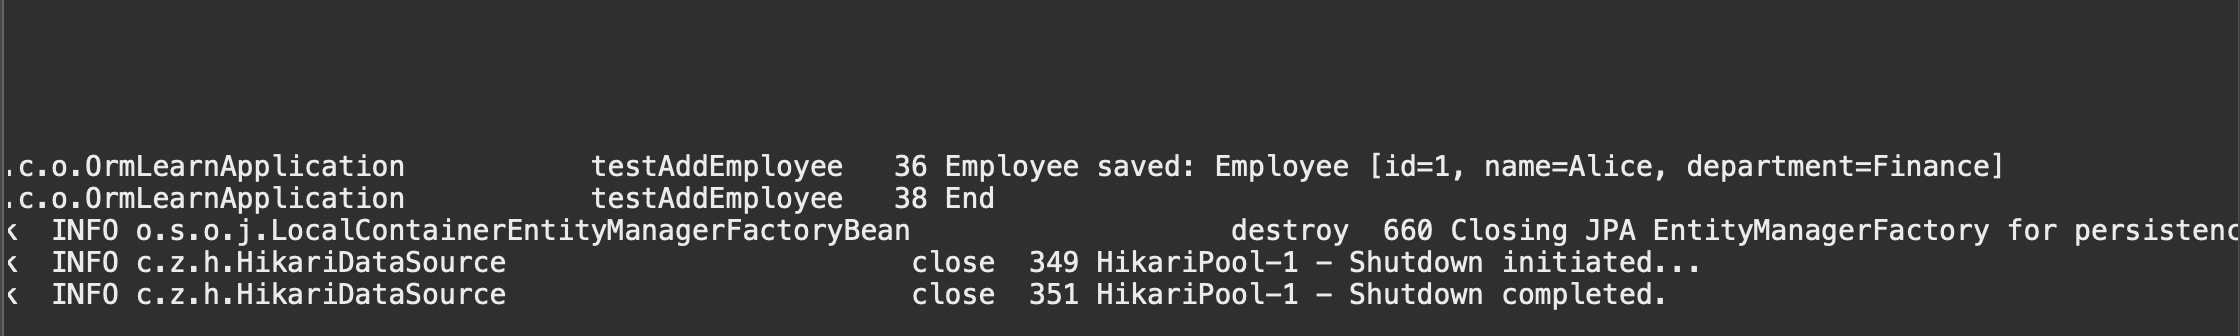 .c.o.OrmLearnApplication testAddEmployee 36 Employee saved: Employee [id=1, name=Alice, department=Finance]
.c.o.OrmLearnApplication testAddEmployee 38 End
INFO o.s.o.j.LocalContainerEntityManagerFactoryBean destroy 660 Closing JPA EntityManagerFactory for persistenc
INFO c.z.h.HikariDataSource close 349 HikariPool-1 - Shutdown initiated...
INFO c.z.h.HikariDataSource close 351 HikariPool-1 - Shutdown completed.